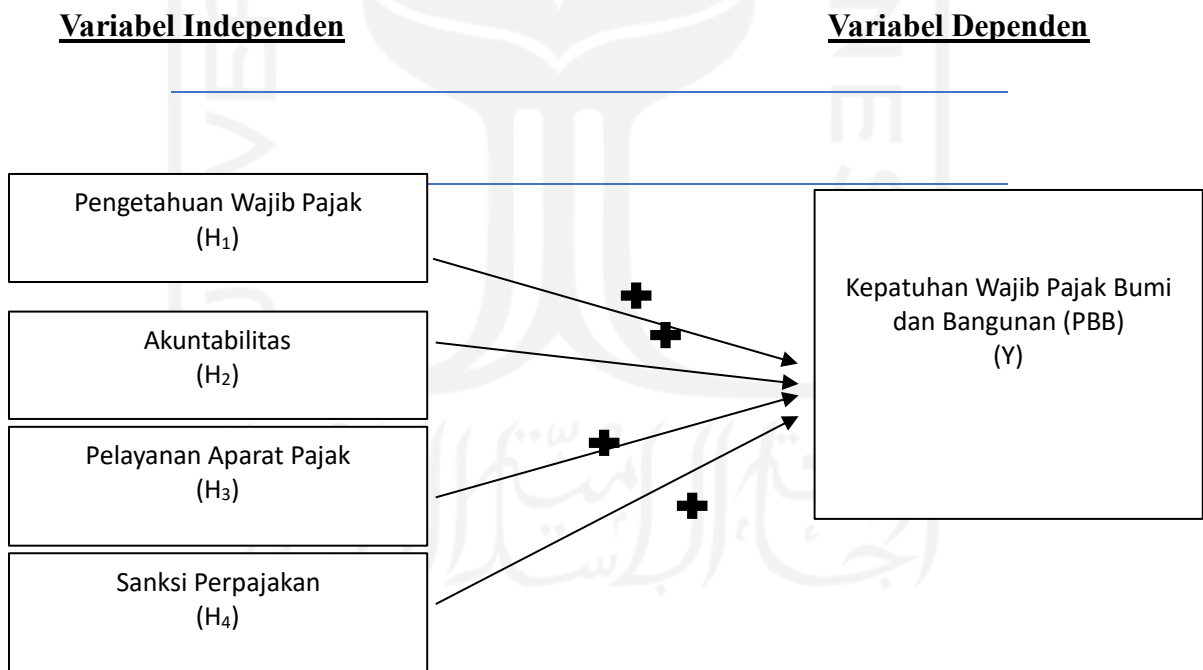 Variabel Independen
Variabel Dependen
Pengetahuan Wajib Pajak
(H₁)
Akuntabilitas
(H₂)
Pelayanan Aparat Pajak
(H₃)
Sanksi Perpajakan
(H₄)
Kepatuhan Wajib Pajak Bumi
dan Bangunan (PBB)
(Y)